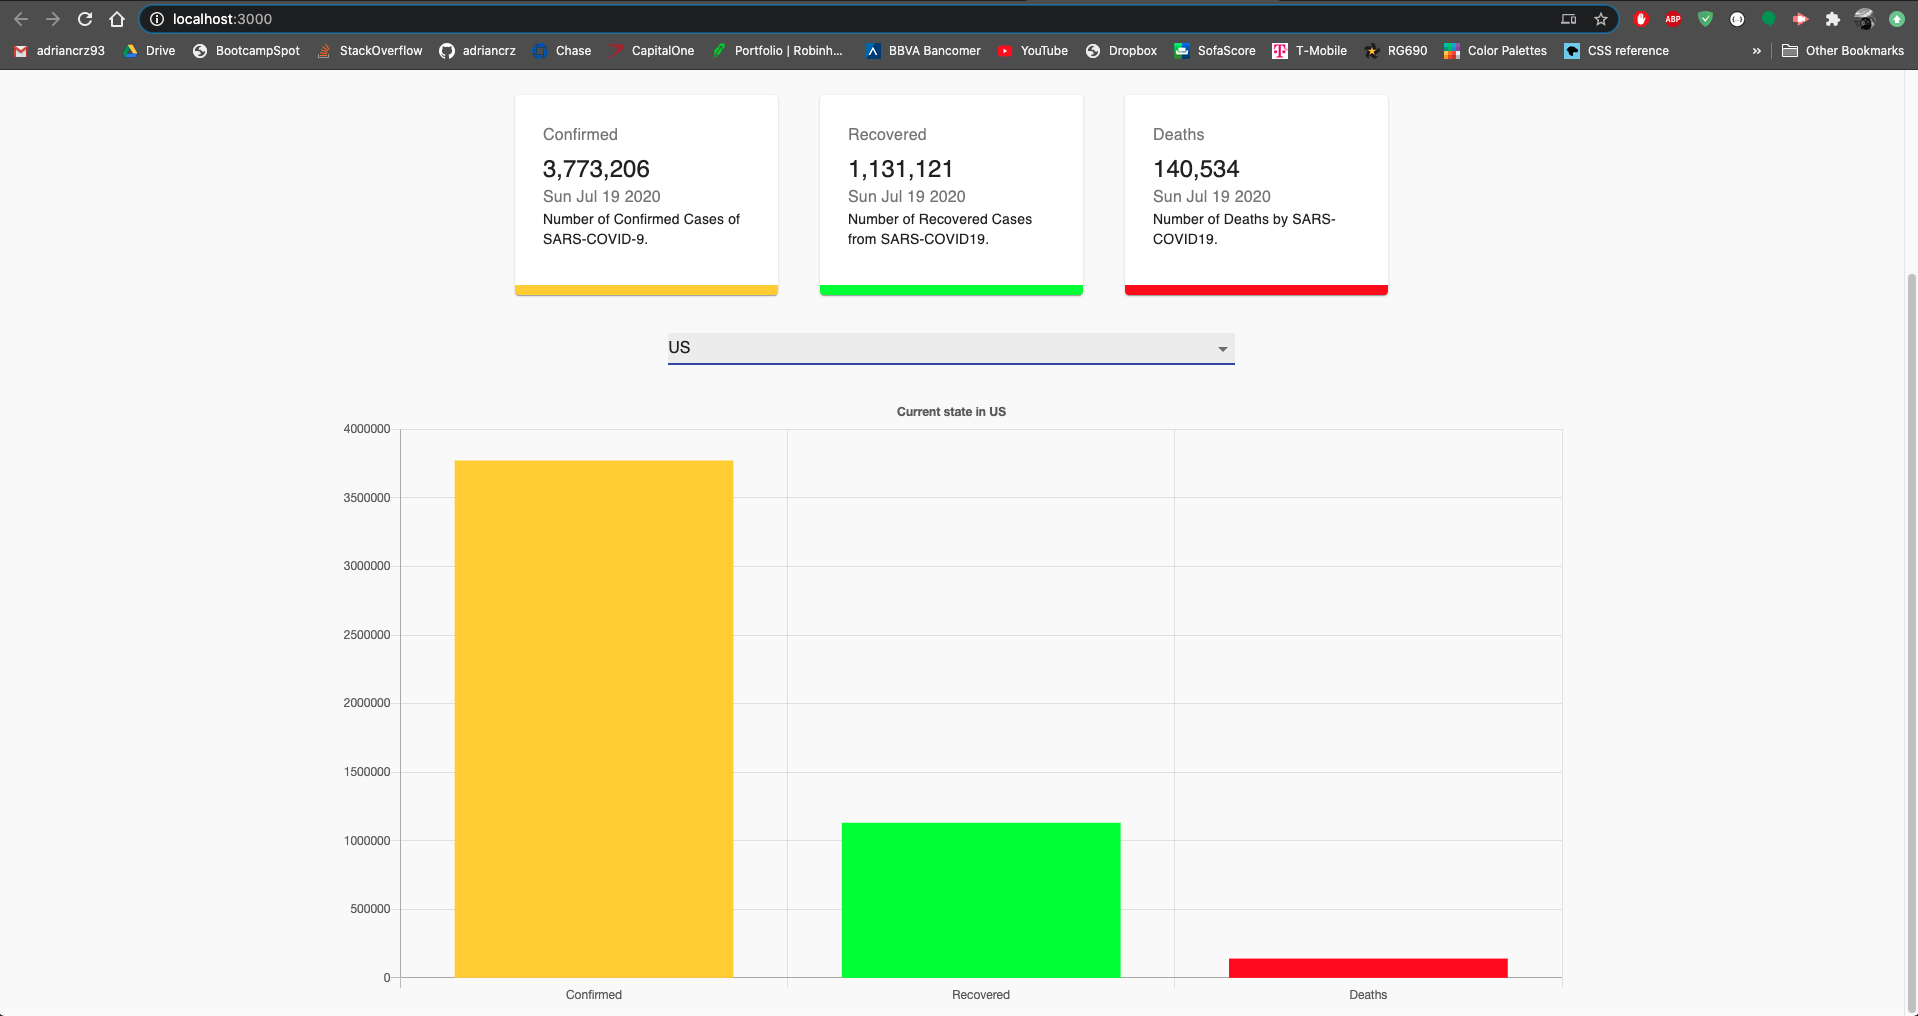 localhost:3000
ABP
adriancrz93 Drive BootcampSpot StackOverflow adriancrz Chase CapitalOne Portfolio | Robinh... BBVA Bancomer YouTube Dropbox SofaScore T-Mobile RG690 Color Palettes CSS reference » Other Bookmarks
Confirmed
3,773,206
Sun Jul 19 2020
Number of Confirmed Cases of
SARS-COVID-9.
Recovered
1,131,121
Sun Jul 19 2020
Number of Recovered Cases
from SARS-COVID19.
Deaths
140,534
Sun Jul 19 2020
Number of Deaths by SARS-
COVID19.
US
Current state in US
4000000
3500000
3000000
2500000
2000000
1500000
1000000
500000
0
Confirmed Recovered Deaths